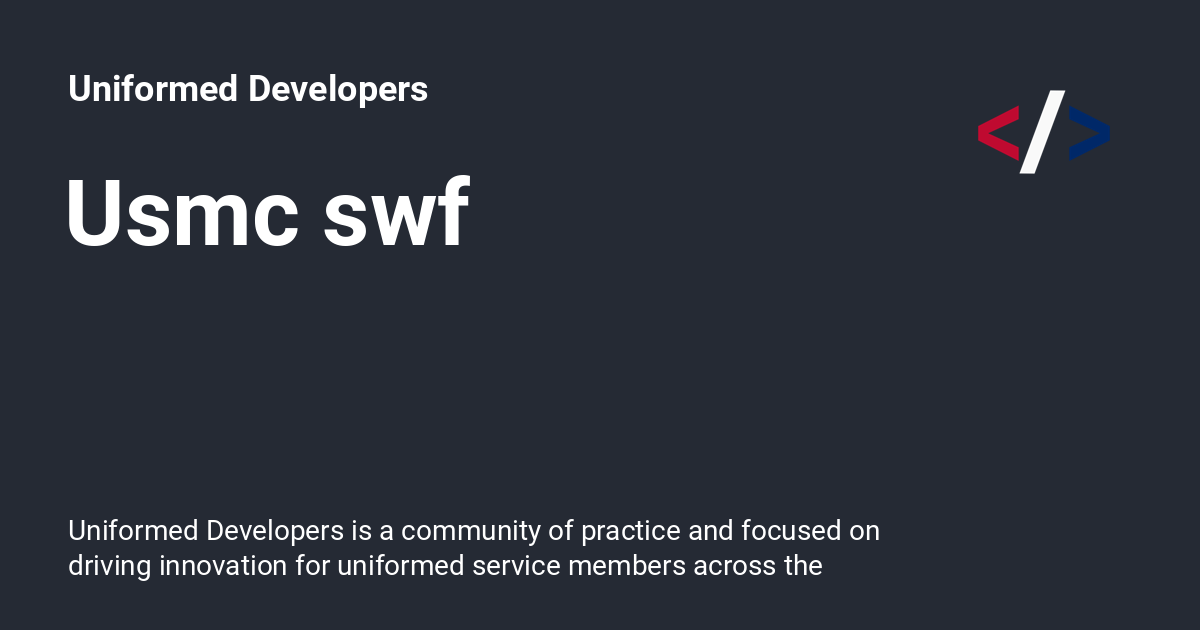 Uniformed Developers
</>
Usmc swf
Uniformed Developers is a community of practice and focused on
driving innovation for uniformed service members across the